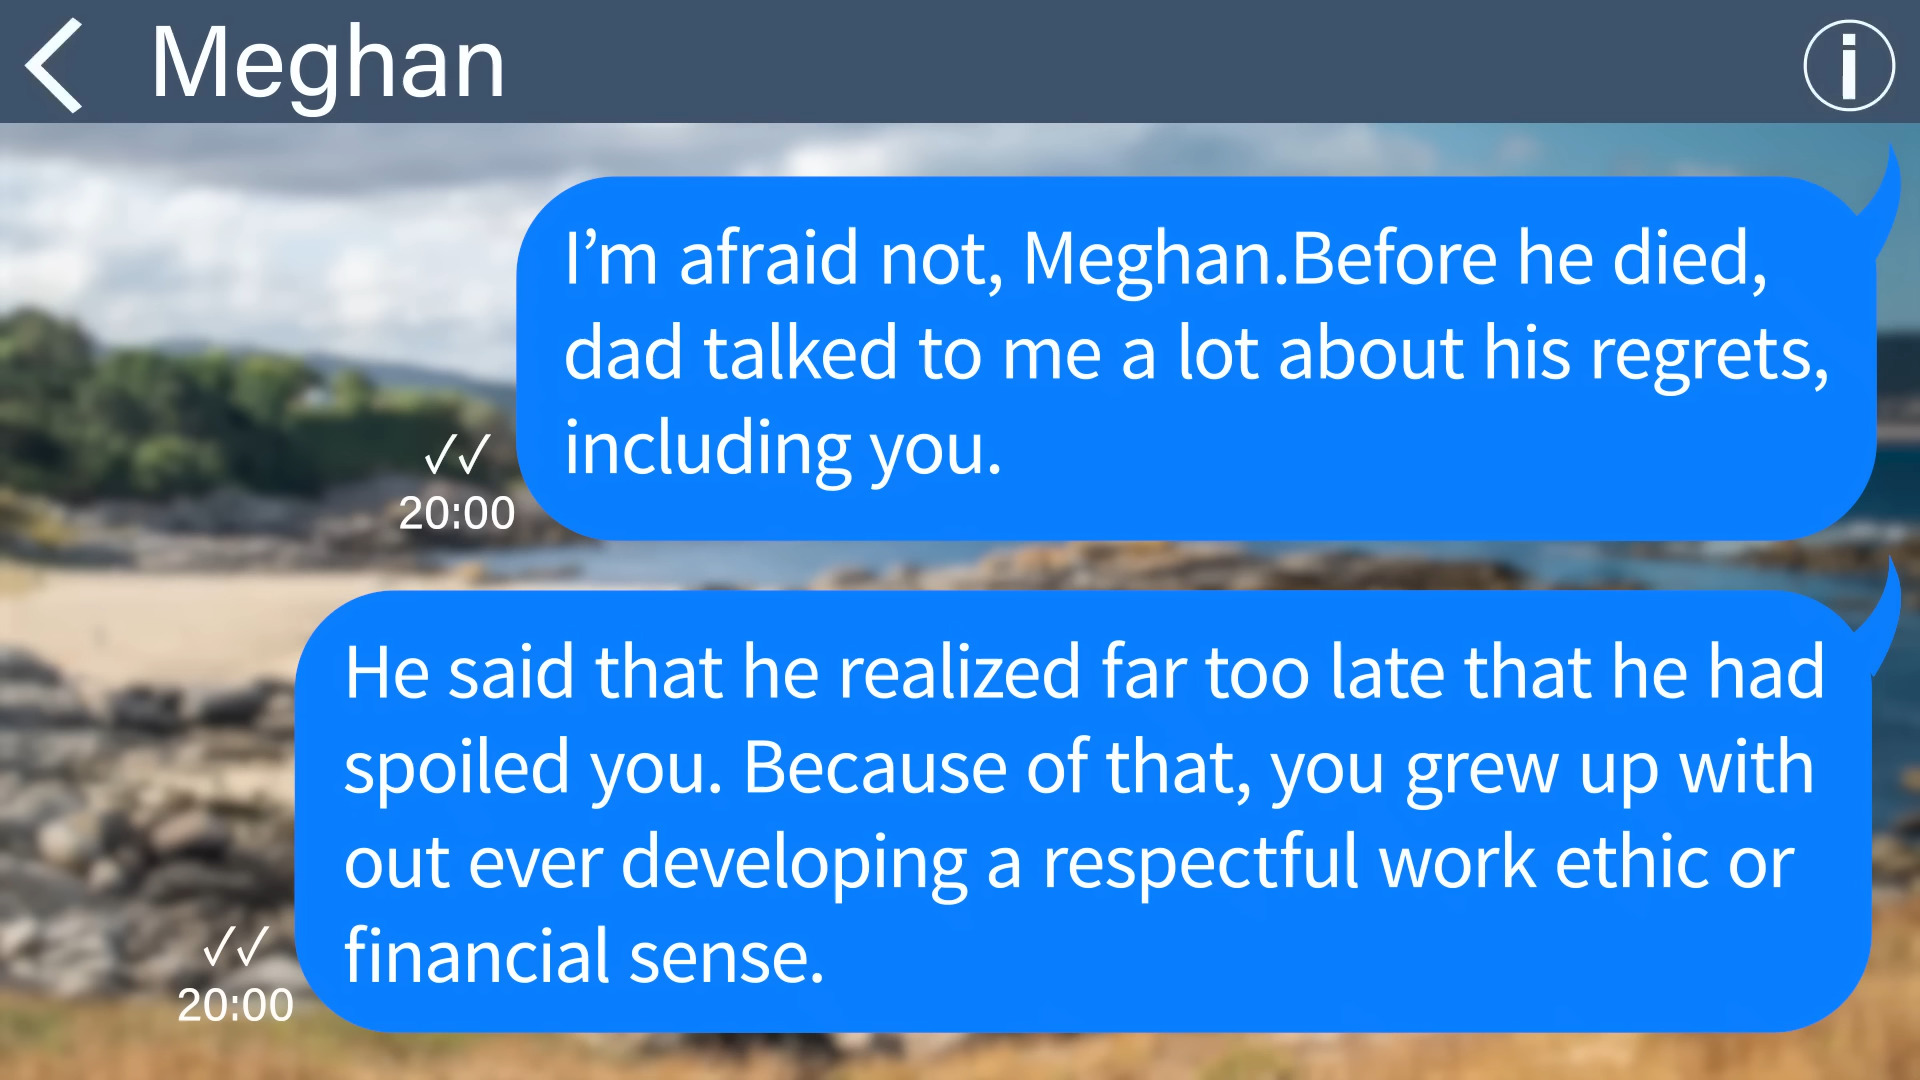 Meghan
i
I’m afraid not, Meghan.Before he died,
dad talked to me a lot about his regrets,
including you.
✓✓
20:00
He said that he realized far too late that he had
spoiled you. Because of that, you grew up with
out ever developing a respectful work ethic or
financial sense.
✓✓
20:00